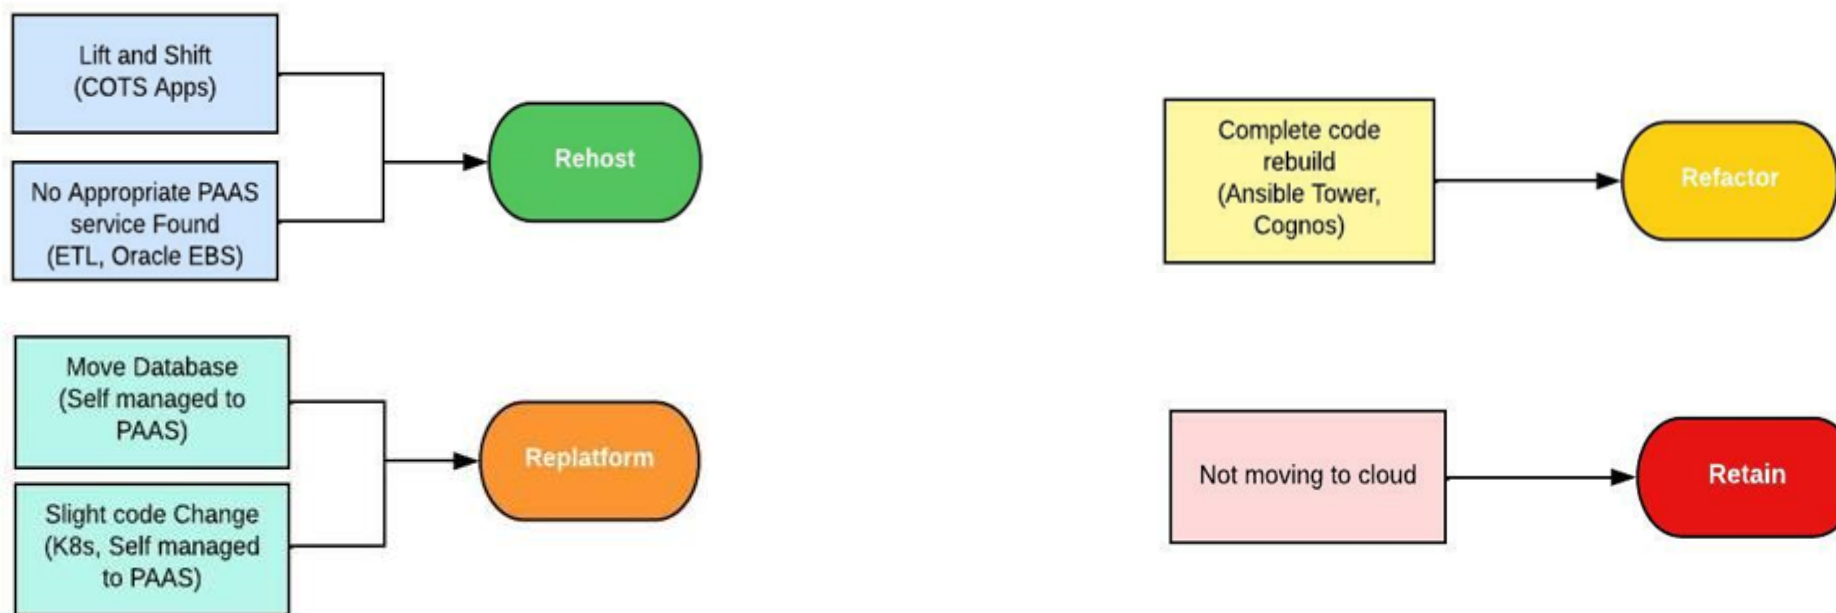 Lift and Shift
(COTS Apps)
No Appropriate PAAS
service Found
(ETL, Oracle EBS)
Rehost
Move Database
(Self managed to
PAAS)
Slight code Change
(K8s, Self managed
to PAAS)
Replatform
Complete code
rebuild
(Ansible Tower,
Cognos)
Refactor
Not moving to cloud
Retain